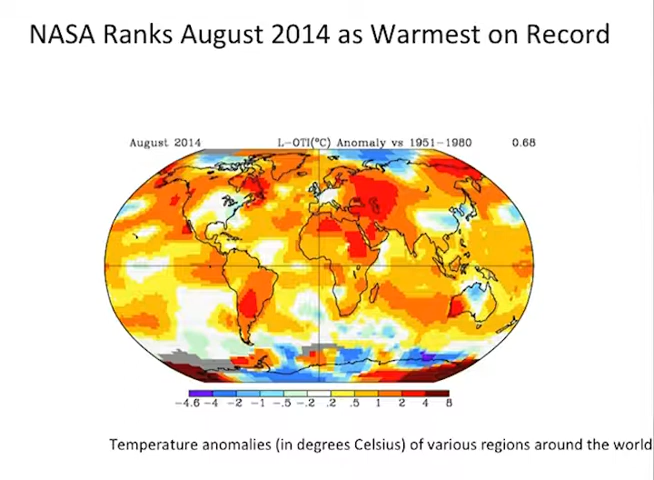 NASA Ranks August 2014 as Warmest on Record
August 2014 L-OTI(°C) Anomaly vs 1951-1980 0.68
-4.6 -4 -2 -1 -.5 -.2 .2 .5 1 2 4 8
Temperature anomalies (in degrees Celsius) of various regions around the world